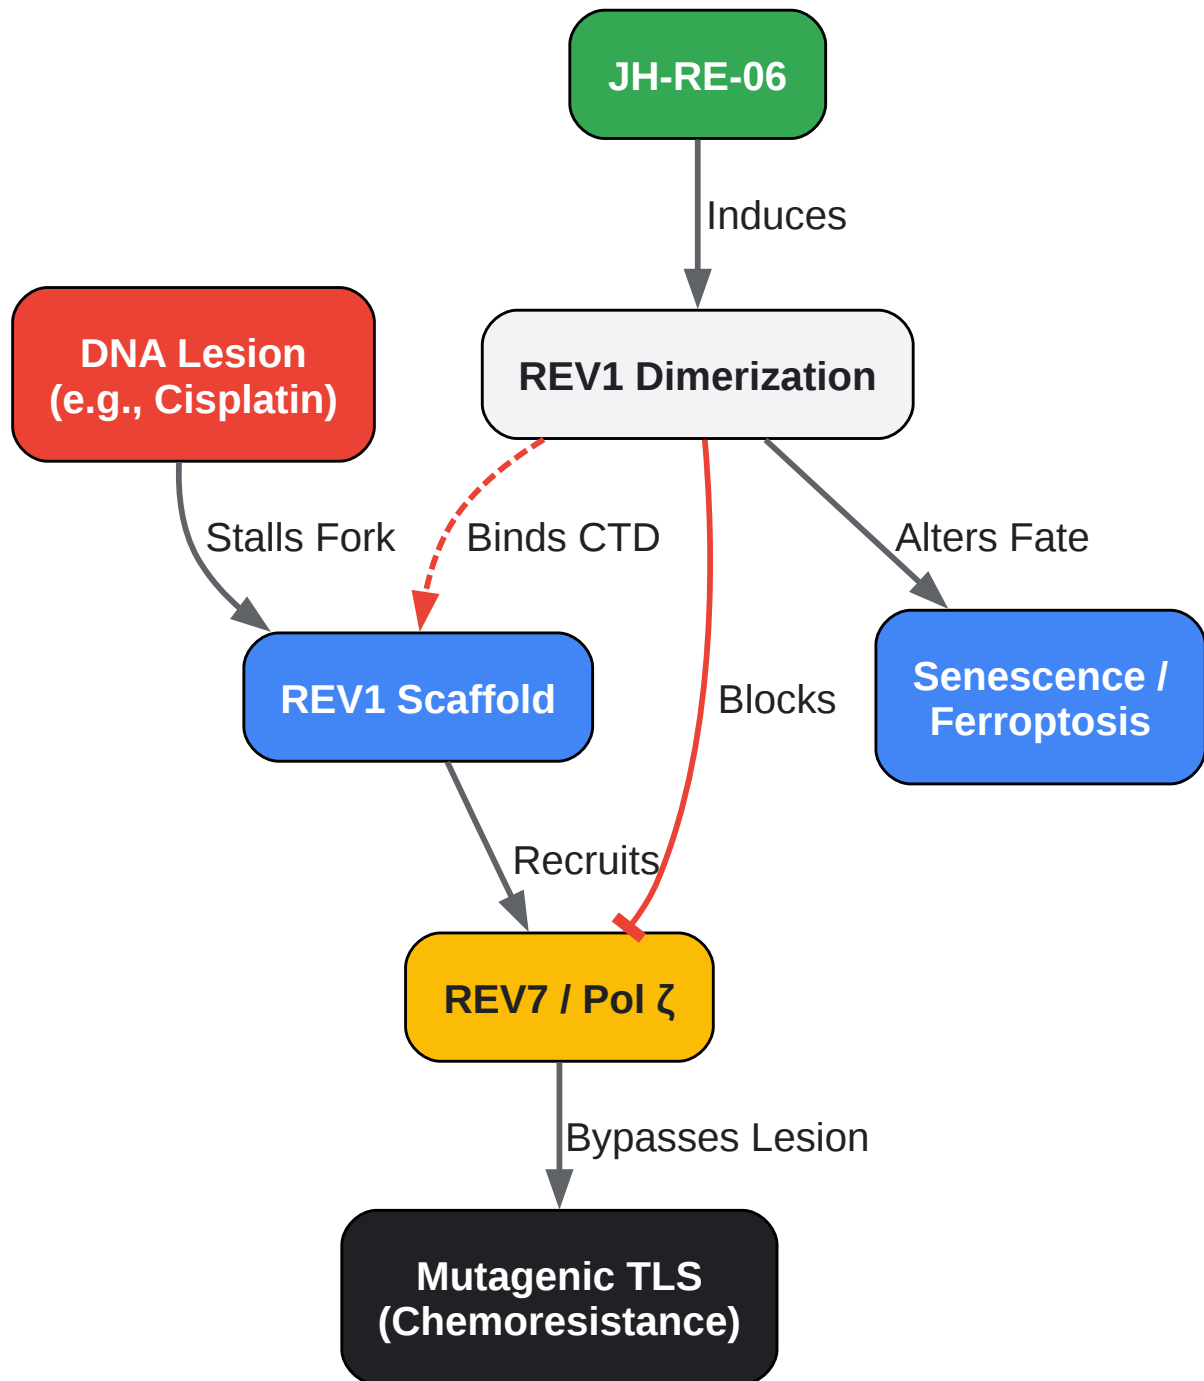 JH-RE-06
Induces
DNA Lesion
(e.g., Cisplatin)
REV1 Dimerization
Stalls Fork
Binds CTD
Alters Fate
REV1 Scaffold
Blocks
Senescence /
Ferroptosis
Recruits
REV7 / Pol ζ
Bypasses Lesion
Mutagenic TLS
(Chemoresistance)